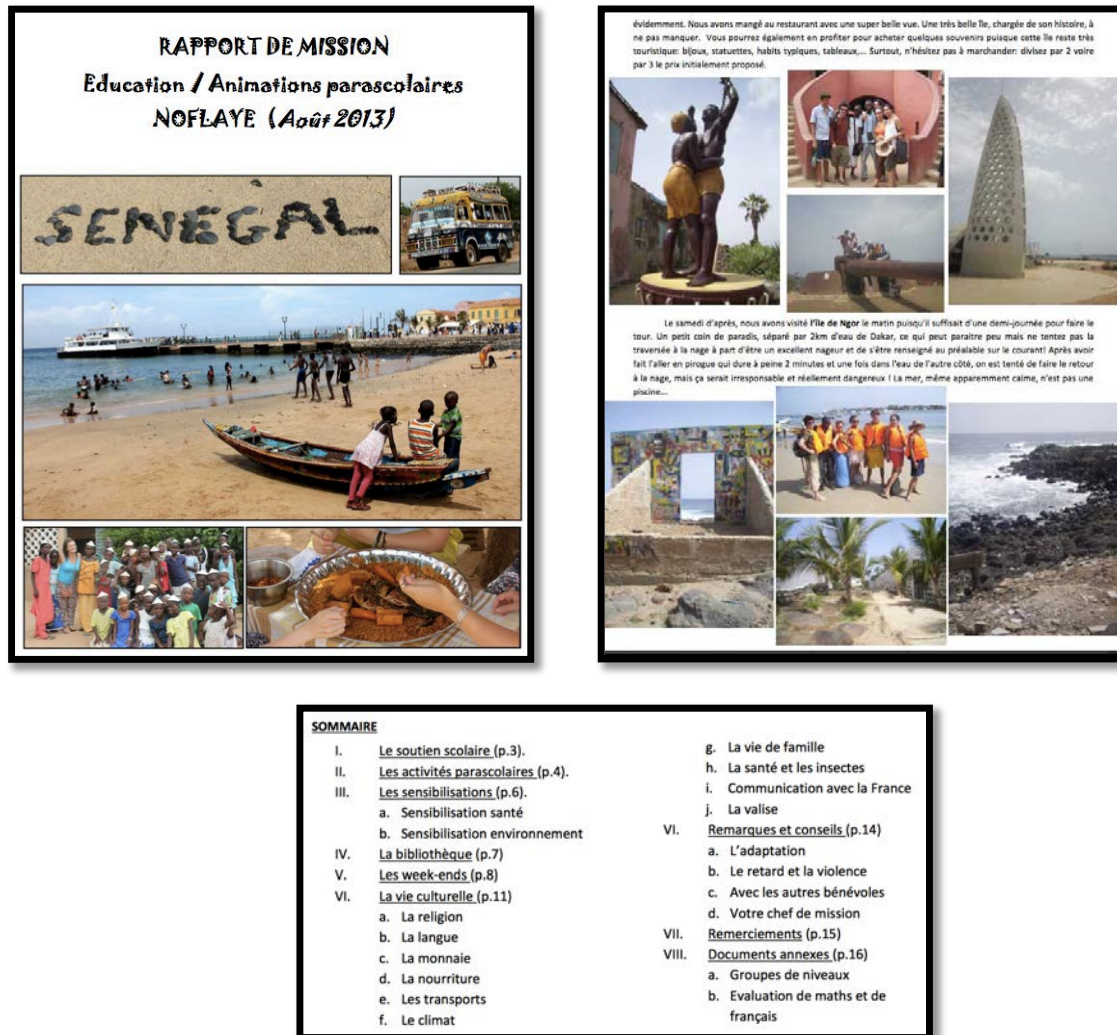 RAPPORT DE MISSION
Education / Animations parascolaires
NOFLAYE (Août 2013)
SENEGAL
évidemment. Nous avons mangé au restaurant avec une super belle vue. Une très belle île, chargée de son histoire, à
ne pas manquer. Vous pourrez également en profiter pour acheter quelques souvenirs puisque cette île reste très
touristique: bijoux, statuettes, habits typiques, tableaux,... Surtout, n'hésitez pas à marchander: divisez par 2 voire
par 3 le prix initialement proposé.
Le samedi d'après, nous avons visité l'île de Ngor le matin puisqu'il suffisait d'une demi-journée pour faire le
tour. Un petit coin de paradis, séparé par 2km d'eau de Dakar, ce qui peut paraitre peu mais ne tentez pas la
traversée à la nage à part d'être un excellent nageur et de s'être renseigné au préalable sur le courant! Après avoir
fait l'aller en pirogue qui dure à peine 2 minutes et une fois dans l'eau de l'autre côté, on est tenté de faire le retour
à la nage, mais ça serait irresponsable et réellement dangereux ! La mer, même apparemment calme, n'est pas une
piscine...
SOMMAIRE
I. Le soutien scolaire (p.3).
II. Les activités parascolaires (p.4).
III. Les sensibilisations (p.6).
a. Sensibilisation santé
b. Sensibilisation environnement
IV. La bibliothèque (p.7)
V. Les week-ends (p.8)
VI. La vie culturelle (p.11)
a. La religion
b. La langue
c. La monnaie
d. La nourriture
e. Les transports
f. Le climat
g. La vie de famille
h. La santé et les insectes
i. Communication avec la France
j. La valise
VI. Remarques et conseils (p.14)
a. L'adaptation
b. Le retard et la violence
c. Avec les autres bénévoles
d. Votre chef de mission
VII. Remerciements (p.15)
VIII. Documents annexes (p.16)
a. Groupes de niveaux
b. Evaluation de maths et de
français